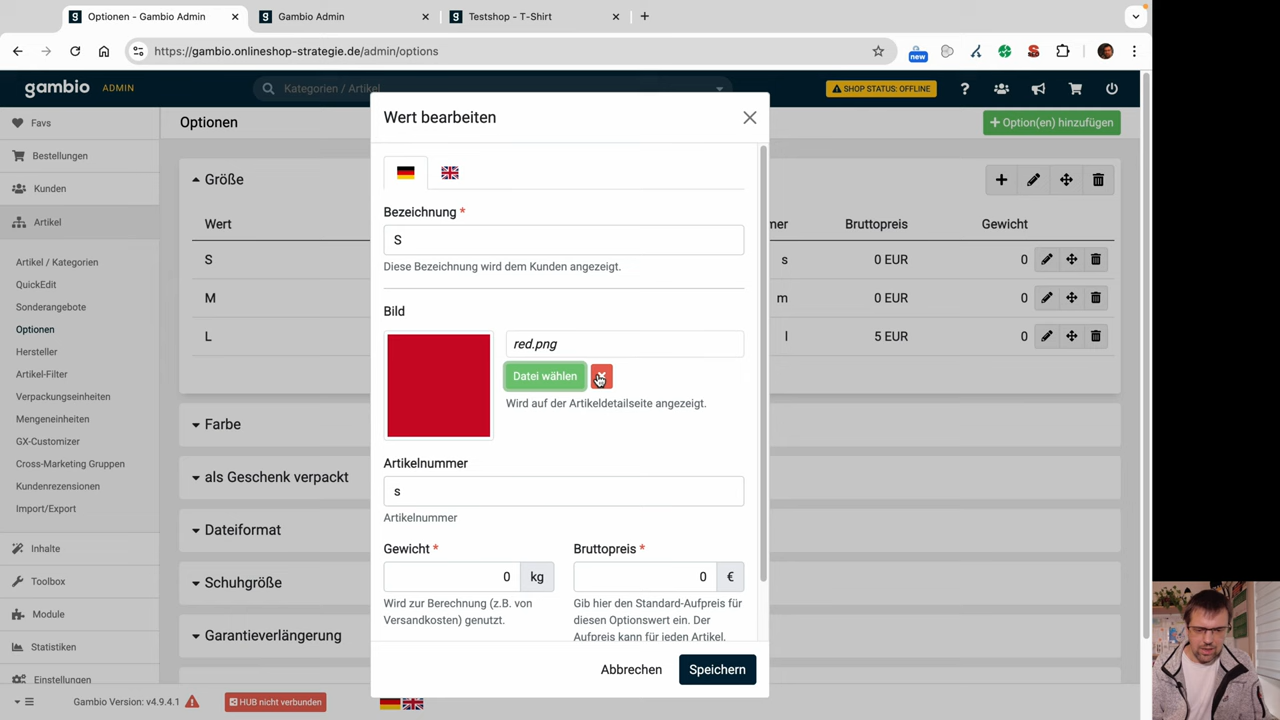 Optionen - Gambio Admin
Gambio Admin
Testshop - T-Shirt
https://gambio.onlineshop-strategie.de/admin/options
new
gambio ADMIN
Kategorien / Artikel
SHOP STATUS: OFFLINE
?
Favs
Bestellungen
Kunden
Artikel
Artikel / Kategorien
QuickEdit
Sonderangebote
Optionen
Hersteller
Artikel-Filter
Verpackungseinheiten
Mengeneinheiten
GX-Customizer
Cross-Marketing Gruppen
Kundenrezensionen
Import/Export
Inhalte
Toolbox
Module
Statistiken
Einstellungen
Optionen
Option(en) hinzufügen
Größe
Wert
mer
Bruttopreis
Gewicht
S
s
0 EUR
0
M
m
0 EUR
0
L
l
5 EUR
0
Farbe
als Geschenk verpackt
Dateiformat
Schuhgröße
Garantieverlängerung
Wert bearbeiten
Bezeichnung *
S
Diese Bezeichnung wird dem Kunden angezeigt.
Bild
red.png
Datei wählen
Wird auf der Artikeldetailseite angezeigt.
Artikelnummer
s
Artikelnummer
Gewicht *
0 kg
Wird zur Berechnung (z.B. von
Versandkosten) genutzt.
Bruttopreis *
0 €
Gib hier den Standard-Aufpreis für
diesen Optionswert ein. Der
Aufpreis kann für jeden Artikel.
Abbrechen
Speichern
Gambio Version: v4.9.4.1
HUB nicht verbunden